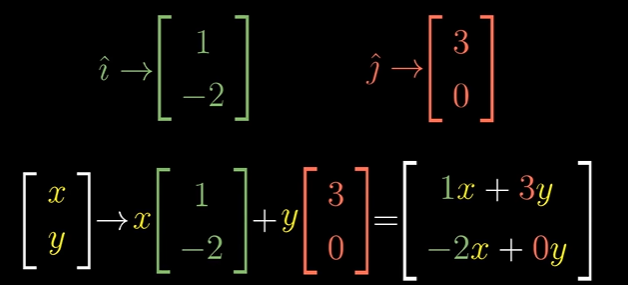 î → [1 −2] ĵ → [3 0]
[x y] → x [1 −2] + y [3 0] = [1x + 3y −2x + 0y]